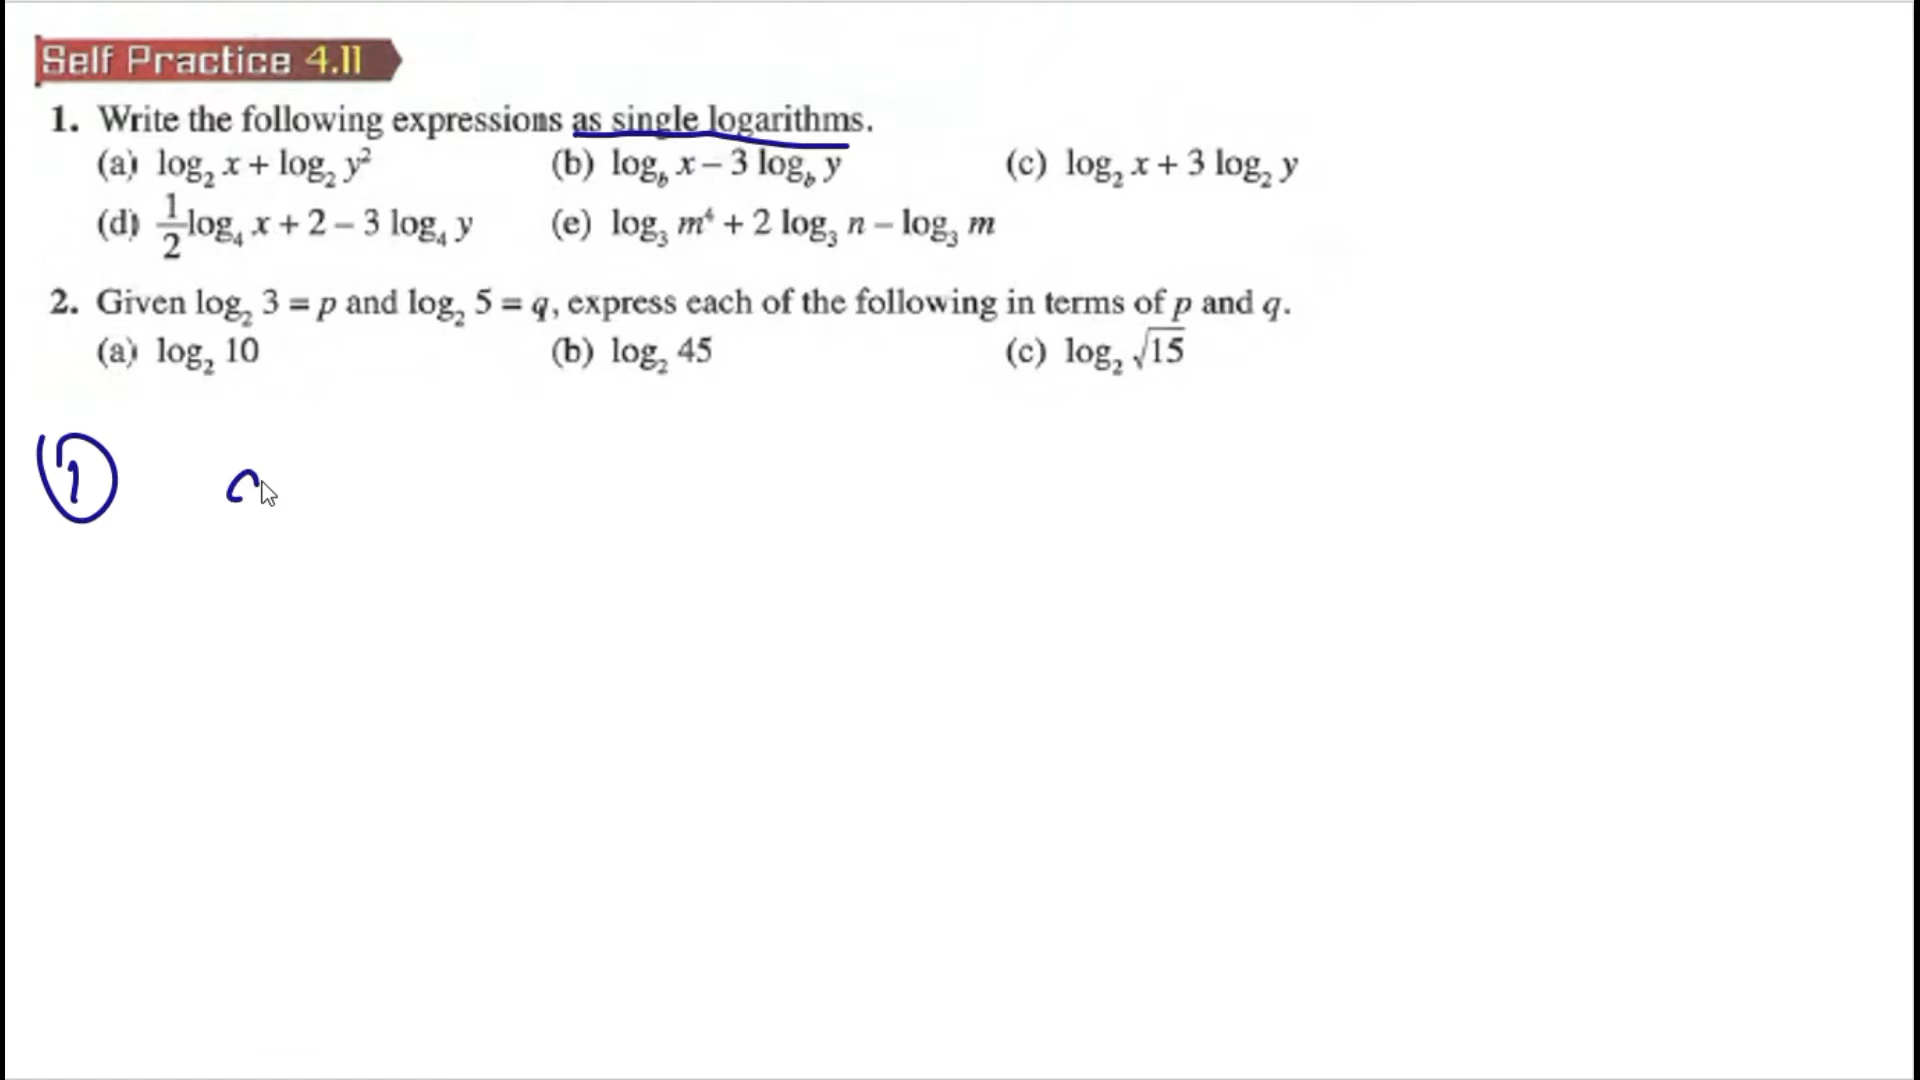 Self Practice 4.11
1. Write the following expressions as single logarithms.
(a) log₂ x + log₂ y² (b) log_b x – 3 log_b y (c) log₂ x + 3 log₂ y
(d) 1/2 log₄ x + 2 – 3 log₄ y (e) log₃ m⁴ + 2 log₃ n – log₃ m
2. Given log₂ 3 = p and log₂ 5 = q, express each of the following in terms of p and q.
(a) log₂ 10 (b) log₂ 45 (c) log₂ √15
1